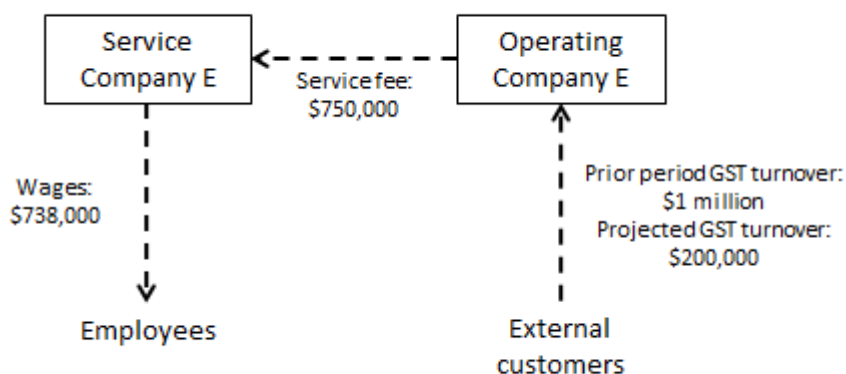 Service
Company E
Operating
Company E
Service fee:
$750,000
Wages:
$738,000
Prior period GST turnover:
$1 million
Projected GST turnover:
$200,000
Employees
External
customers